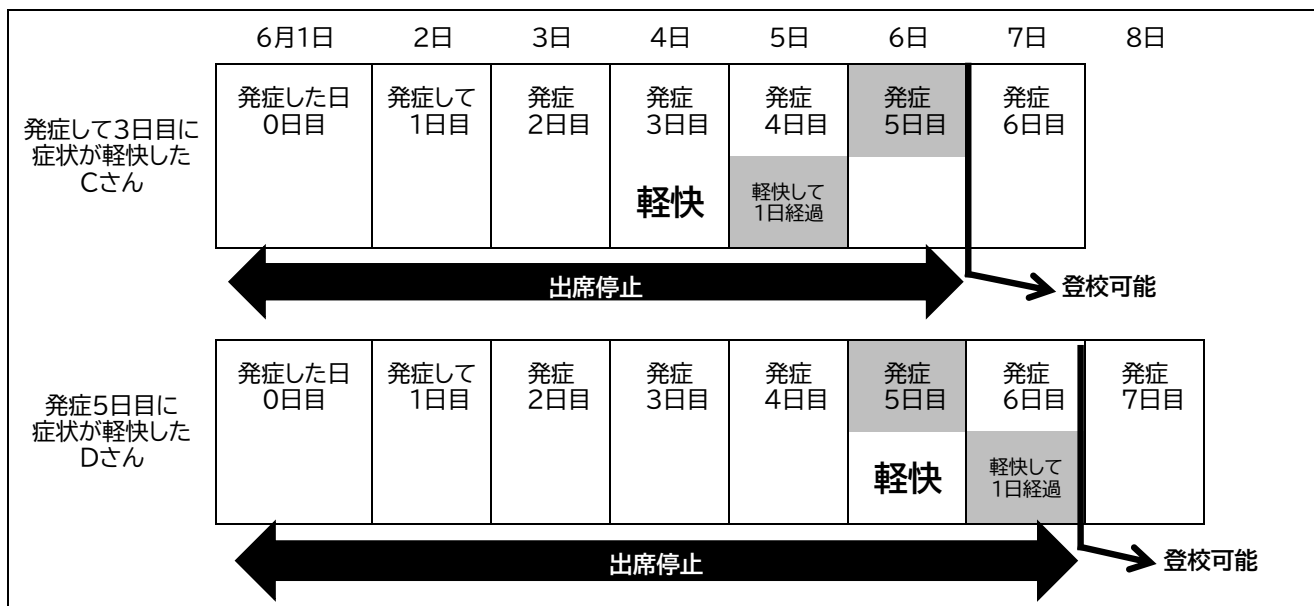 6月1日 2日 3日 4日 5日 6日 7日 8日
発症して3日目に
症状が軽快した
Cさん
発症した日
0日目
発症して
1日目
発症
2日目
発症
3日目
発症
4日目
発症
5日目
発症
6日目
軽快
軽快して
1日経過
出席停止
登校可能
発症5日目に
症状が軽快した
Dさん
発症した日
0日目
発症して
1日目
発症
2日目
発症
3日目
発症
4日目
発症
5日目
発症
6日目
発症
7日目
軽快
軽快して
1日経過
出席停止
登校可能